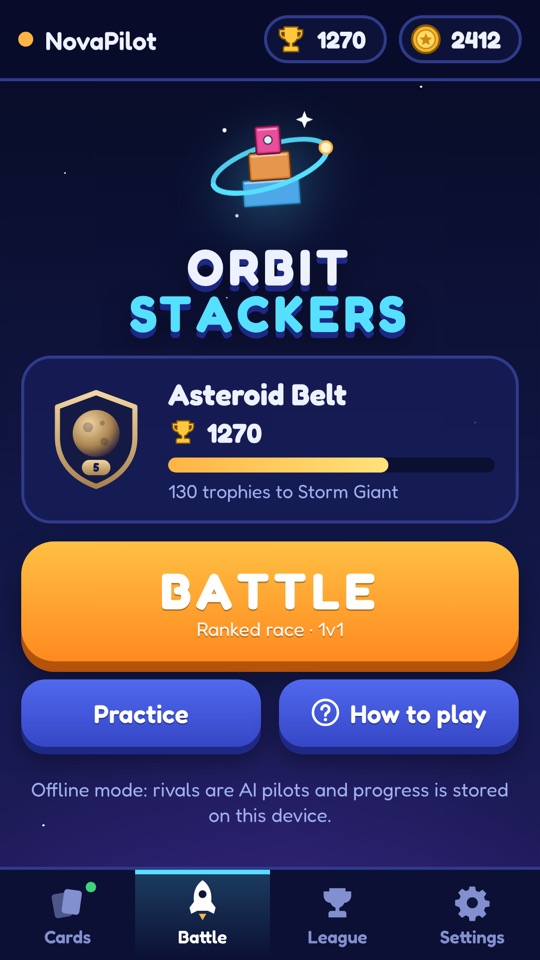 NovaPilot
1270
2412
ORBIT
STACKERS
Asteroid Belt
1270
5
130 trophies to Storm Giant
BATTLE
Ranked race · 1v1
Practice
? How to play
Offline mode: rivals are AI pilots and progress is stored
on this device.
Cards
Battle
League
Settings